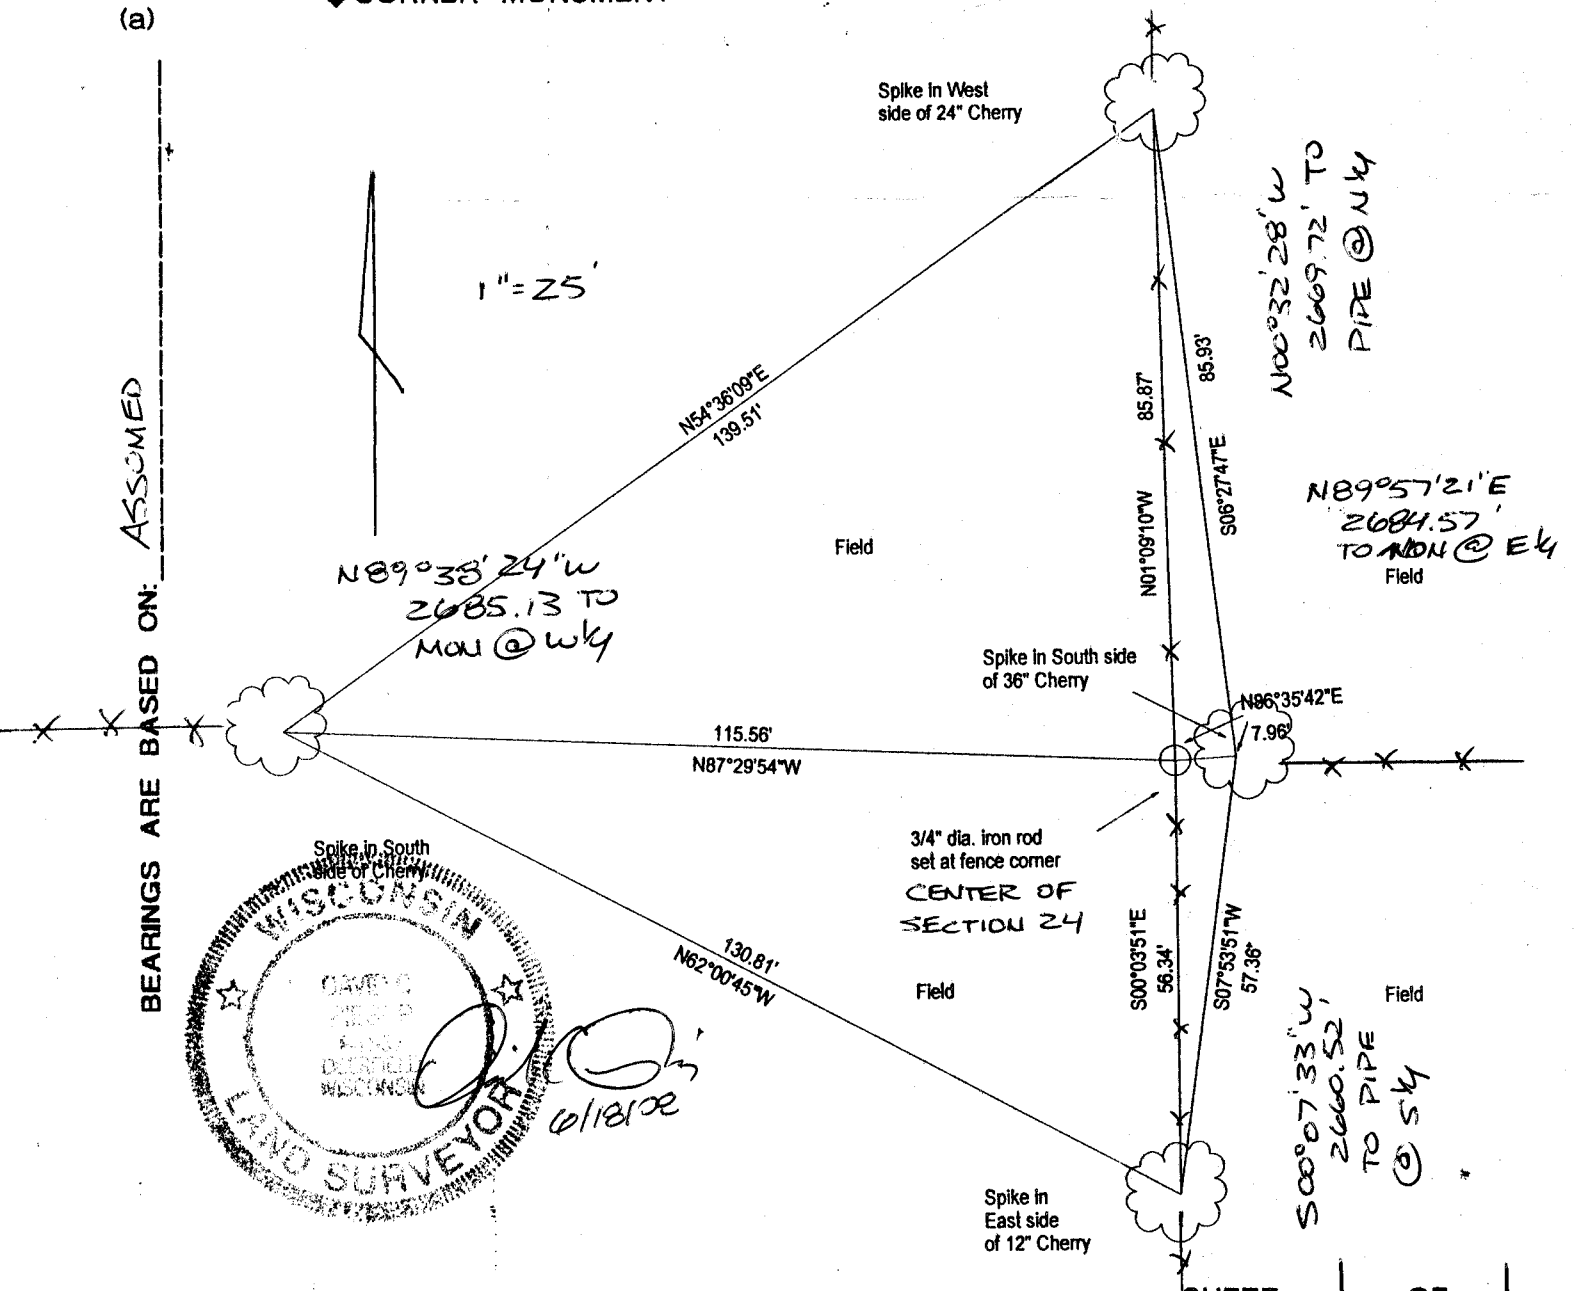 (a)
CORNER MONUMENT
Spike in West
side of 24" Cherry
1"=25'
N00°32'28"W
2669.72' TO
PIPE @ N¼
BEARINGS ARE BASED ON: ASSUMED
N54°36'09"E
139.51'
85.87'
N01°09'10"W
85.93'
S06°27'47"E
N89°57'21"E
2684.57'
TO MON @ E¼
Field
Field
N89°38'24"W
2685.13 TO
MON @ W¼
Spike in South side
of 36" Cherry
N86°35'42"E
7.96'
115.56'
N87°29'54"W
3/4" dia. iron rod
set at fence corner
CENTER OF
SECTION 24
Spike in South
side of Cherry
WISCONSIN
DAVID C
WISCONSIN
LAND SURVEYOR
6/18/02
130.81'
N62°00'45"W
Field
S00°03'51"E
56.34'
S07°53'51"W
57.36"
Field
S00°07'33"W
2660.52'
TO PIPE
@ S¼
Spike in
East side
of 12" Cherry